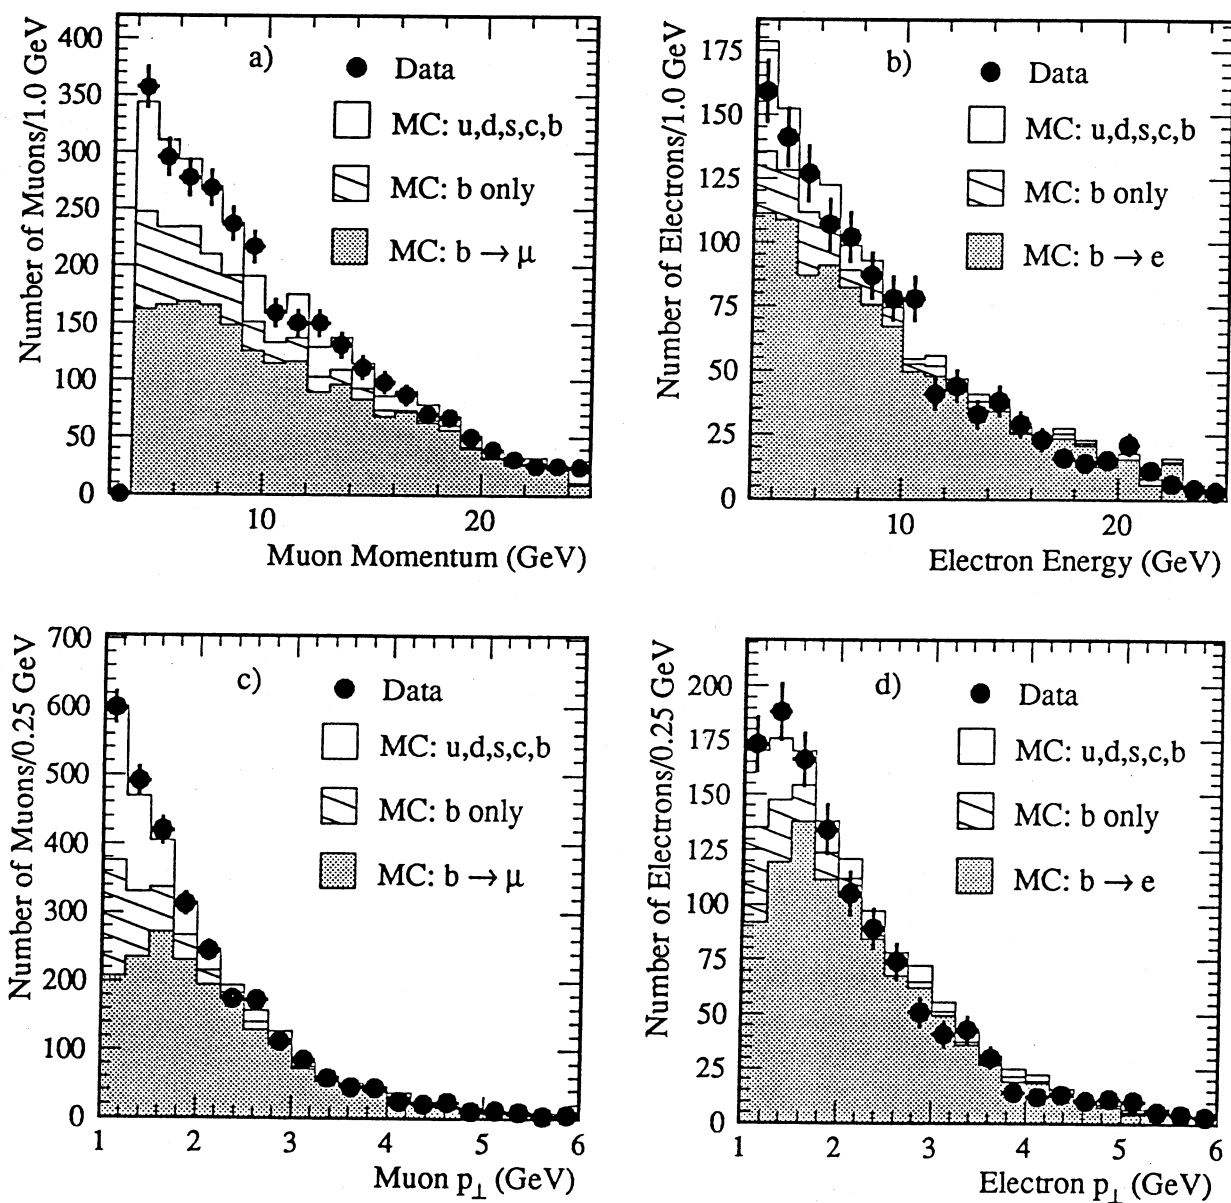 a)
Data
MC: u,d,s,c,b
MC: b only
MC: b → μ
Number of Muons/1.0 GeV
400
350
300
250
200
150
100
50
0
10
20
Muon Momentum (GeV)
b)
Data
MC: u,d,s,c,b
MC: b only
MC: b → e
Number of Electrons/1.0 GeV
175
150
125
100
75
50
25
0
10
20
Electron Energy (GeV)
c)
Data
MC: u,d,s,c,b
MC: b only
MC: b → μ
Number of Muons/0.25 GeV
700
600
500
400
300
200
100
0
1
2
3
4
5
6
Muon p⊥ (GeV)
d)
Data
MC: u,d,s,c,b
MC: b only
MC: b → e
Number of Electrons/0.25 GeV
200
175
150
125
100
75
50
25
0
1
2
3
4
5
6
Electron p⊥ (GeV)